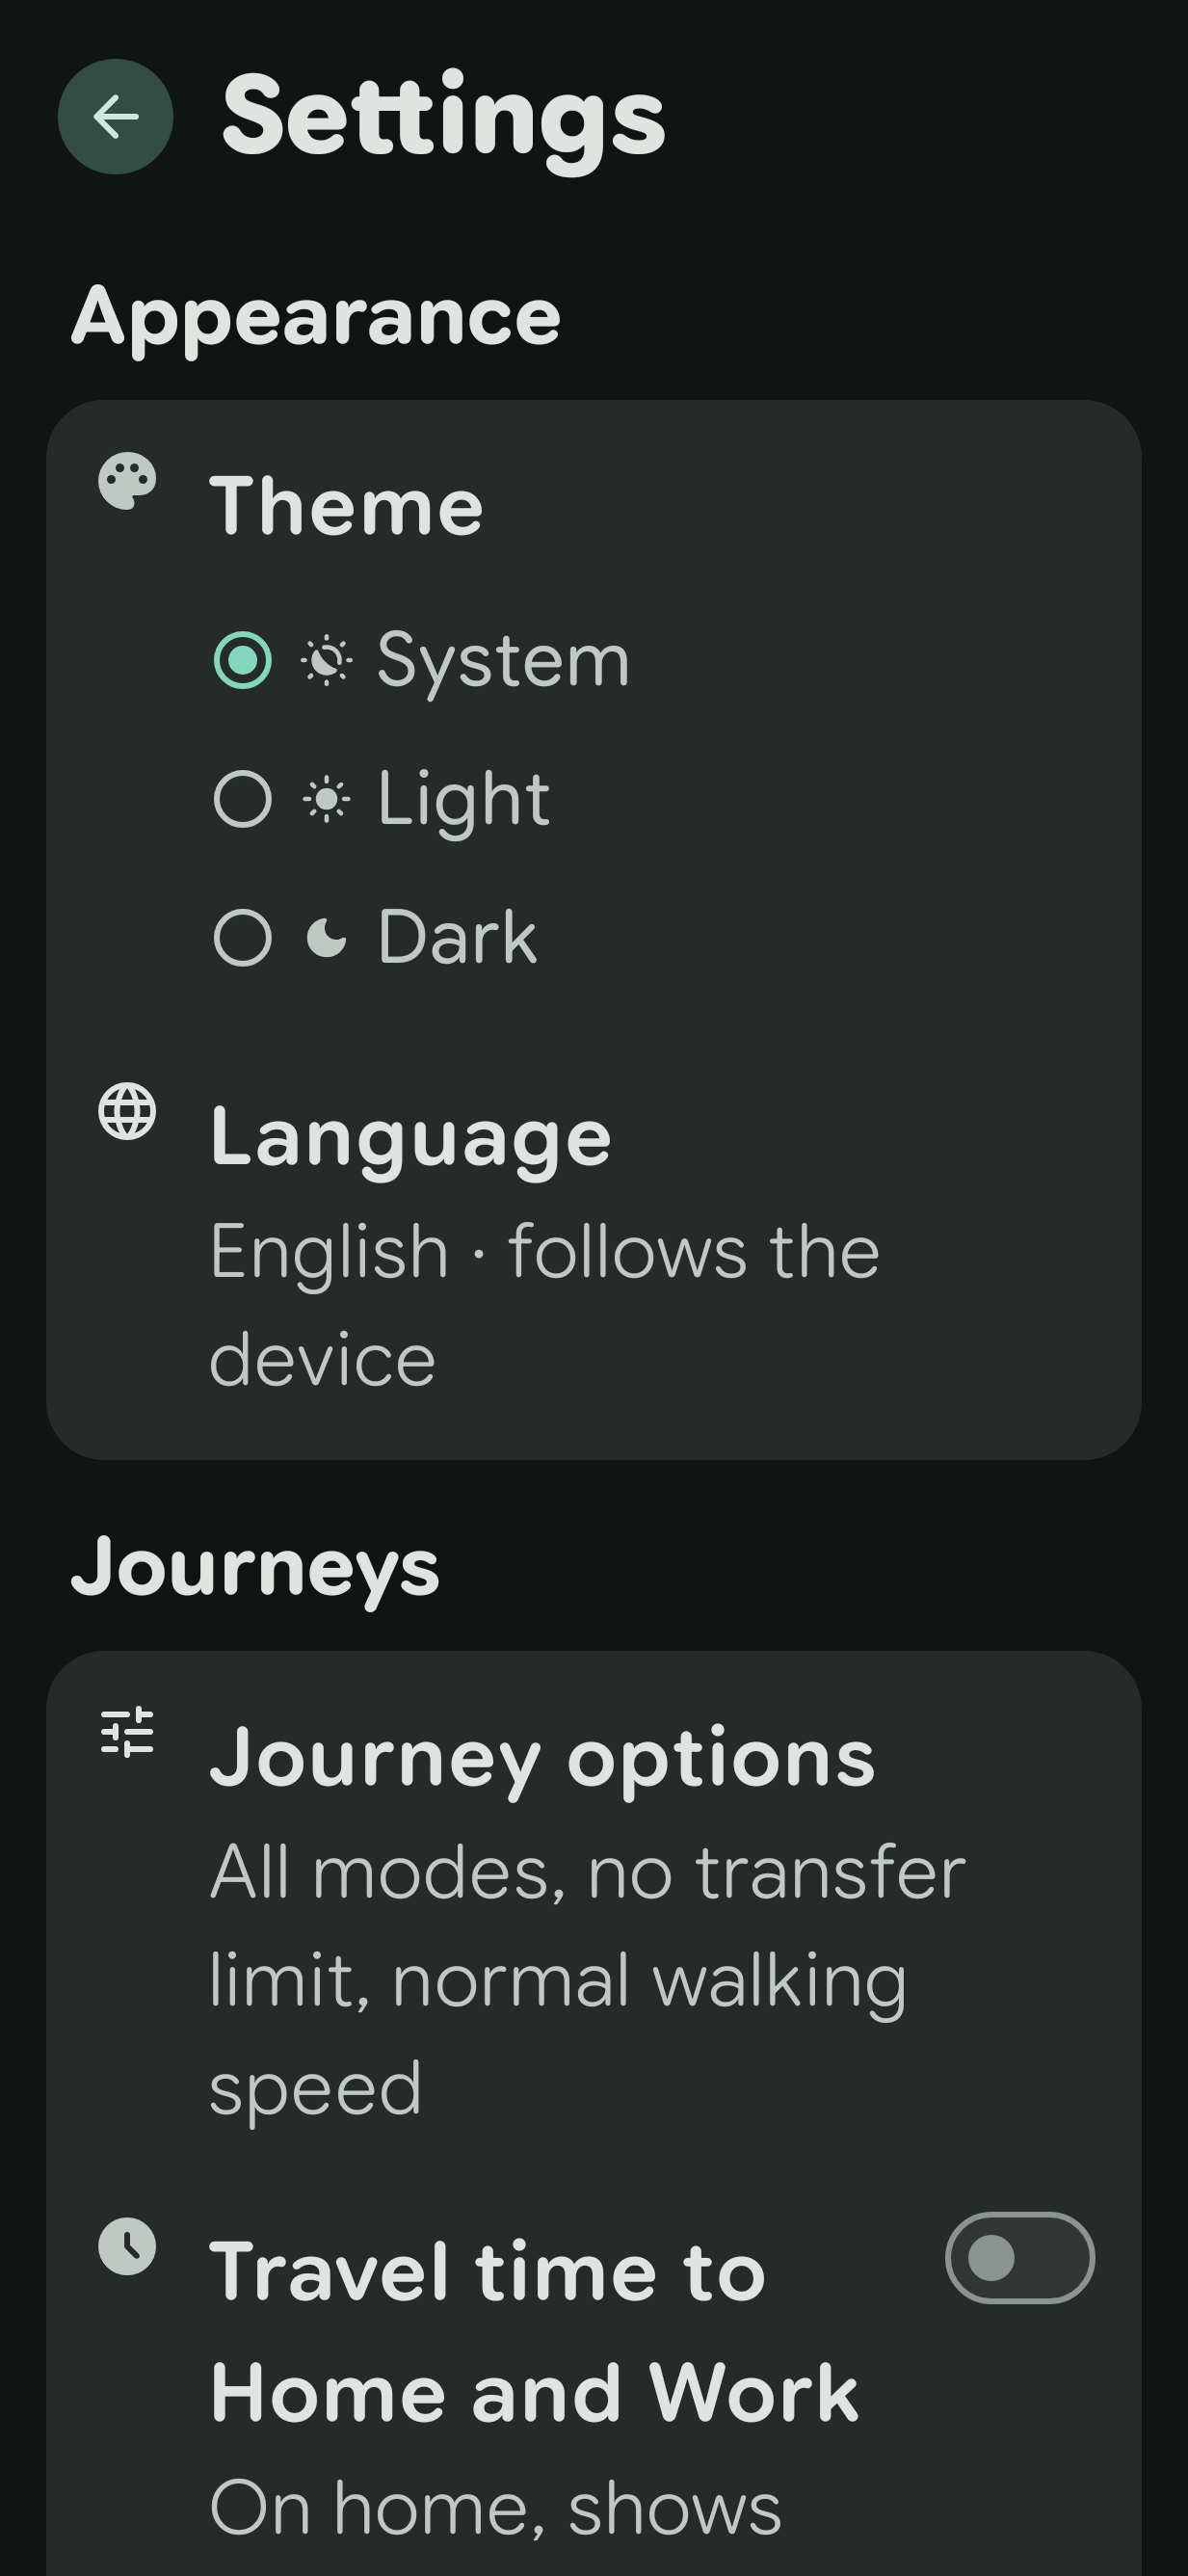 Settings
Appearance
Theme
System
Light
Dark
Language
English · follows the
device
Journeys
Journey options
All modes, no transfer
limit, normal walking
speed
Travel time to
Home and Work
On home, shows